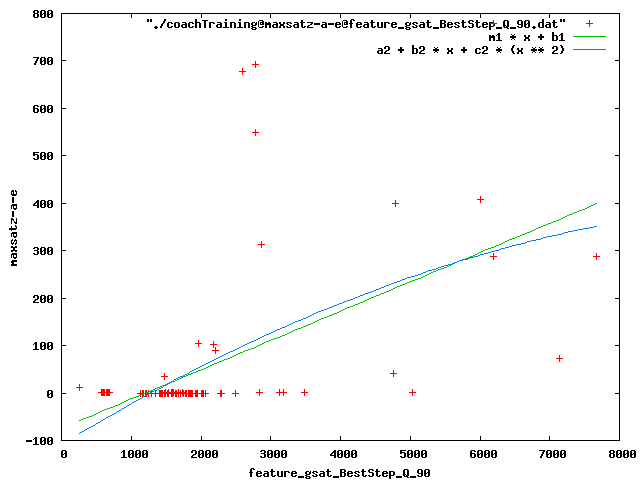 "./coachTraining@maxsatz-a-e@feature_gsat_BestStep_Q_90.dat"
m1 * x + b1
a2 + b2 * x + c2 * (x ** 2)
800
700
600
500
400
300
200
100
0
-100
maxsatz-a-e
0 1000 2000 3000 4000 5000 6000 7000 8000
feature_gsat_BestStep_Q_90